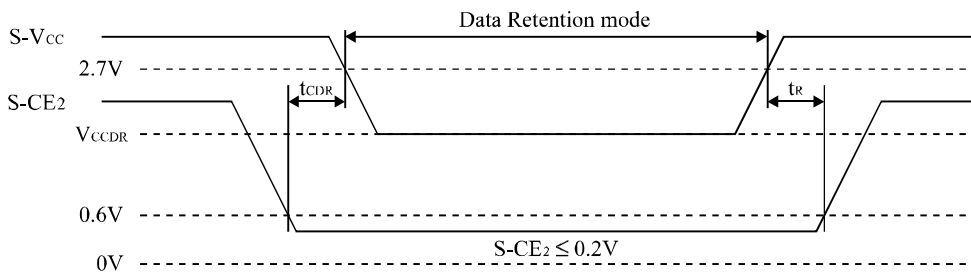 Data Retention mode
S-VCC
2.7V
tCDR
tR
S-CE2
VCCDR
0.6V
S-CE2 ≤ 0.2V
0V